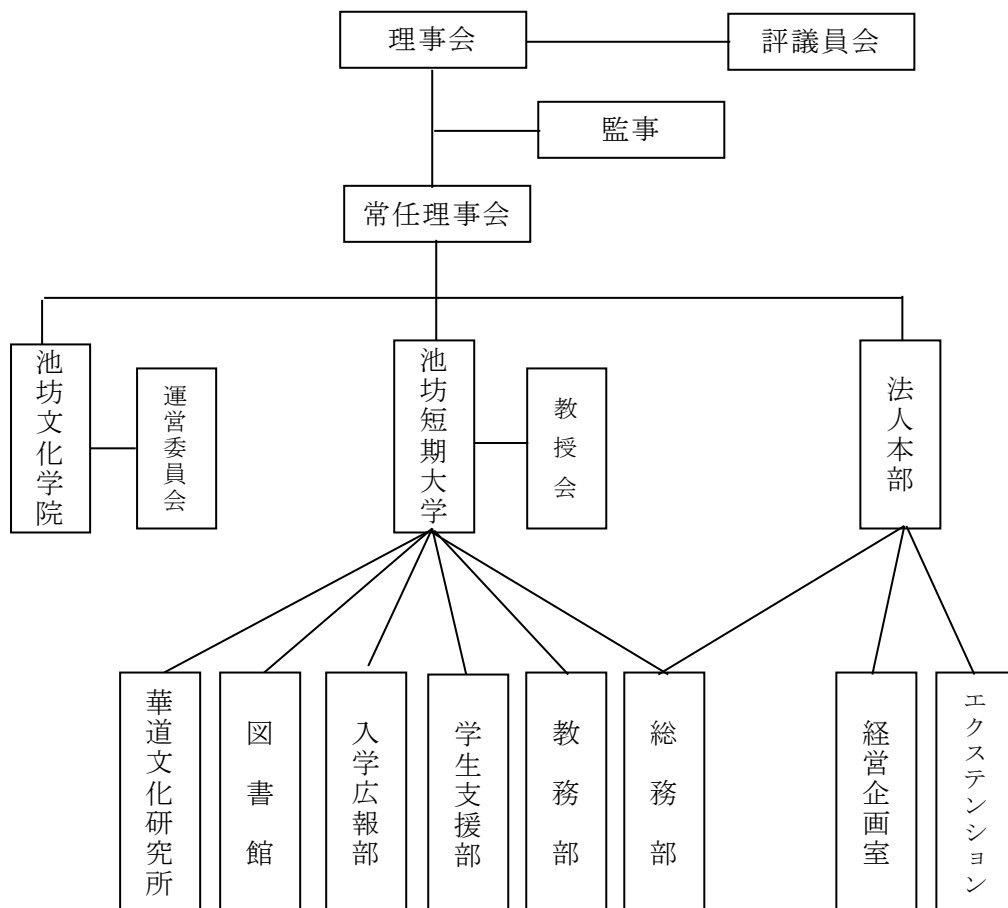 理事会
評議員会
監事
常任理事会
池坊文化学院
運営委員会
池坊短期大学
教授会
法人本部
華道文化研究所
図書館
入学広報部
学生支援部
教務部
総務部
経営企画室
エクステンション